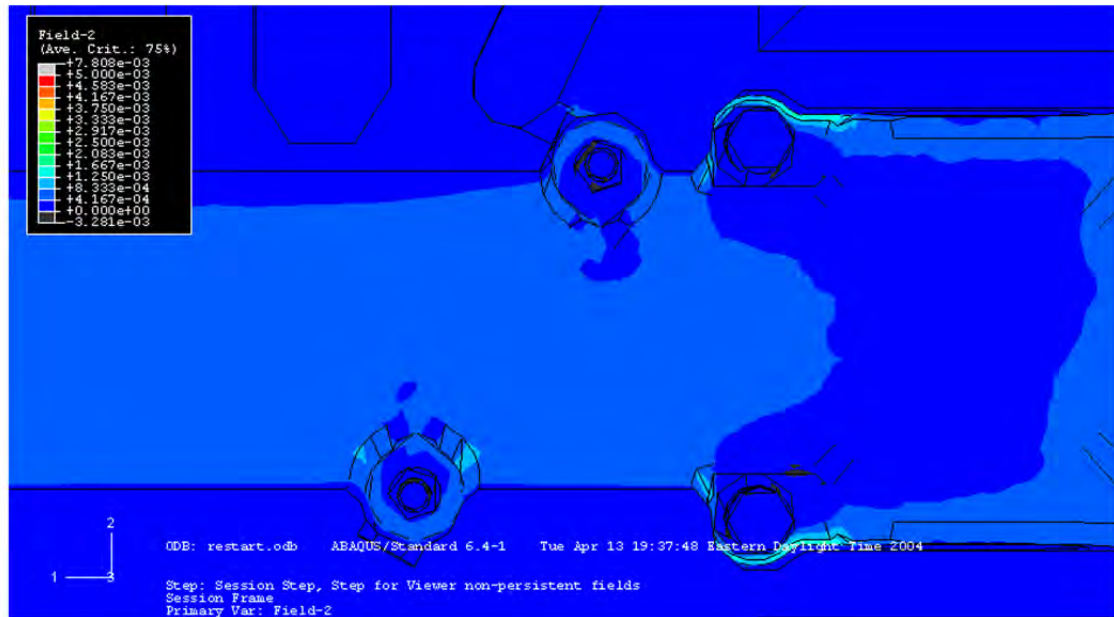 Field-2
(Ave. Crit.: 75%)
+7.808e-03
+5.000e-03
+4.583e-03
+4.167e-03
+3.750e-03
+3.333e-03
+2.917e-03
+2.500e-03
+2.083e-03
+1.667e-03
+1.250e-03
+8.333e-04
+4.167e-04
+0.000e+00
-3.281e-03
2
1
3
ODB: restart.odb    ABAQUS/Standard 6.4-1    Tue Apr 13 19:37:48 Eastern Daylight Time 2004
Step: Session Step, Step for Viewer non-persistent fields
Session Frame
Primary Var: Field-2